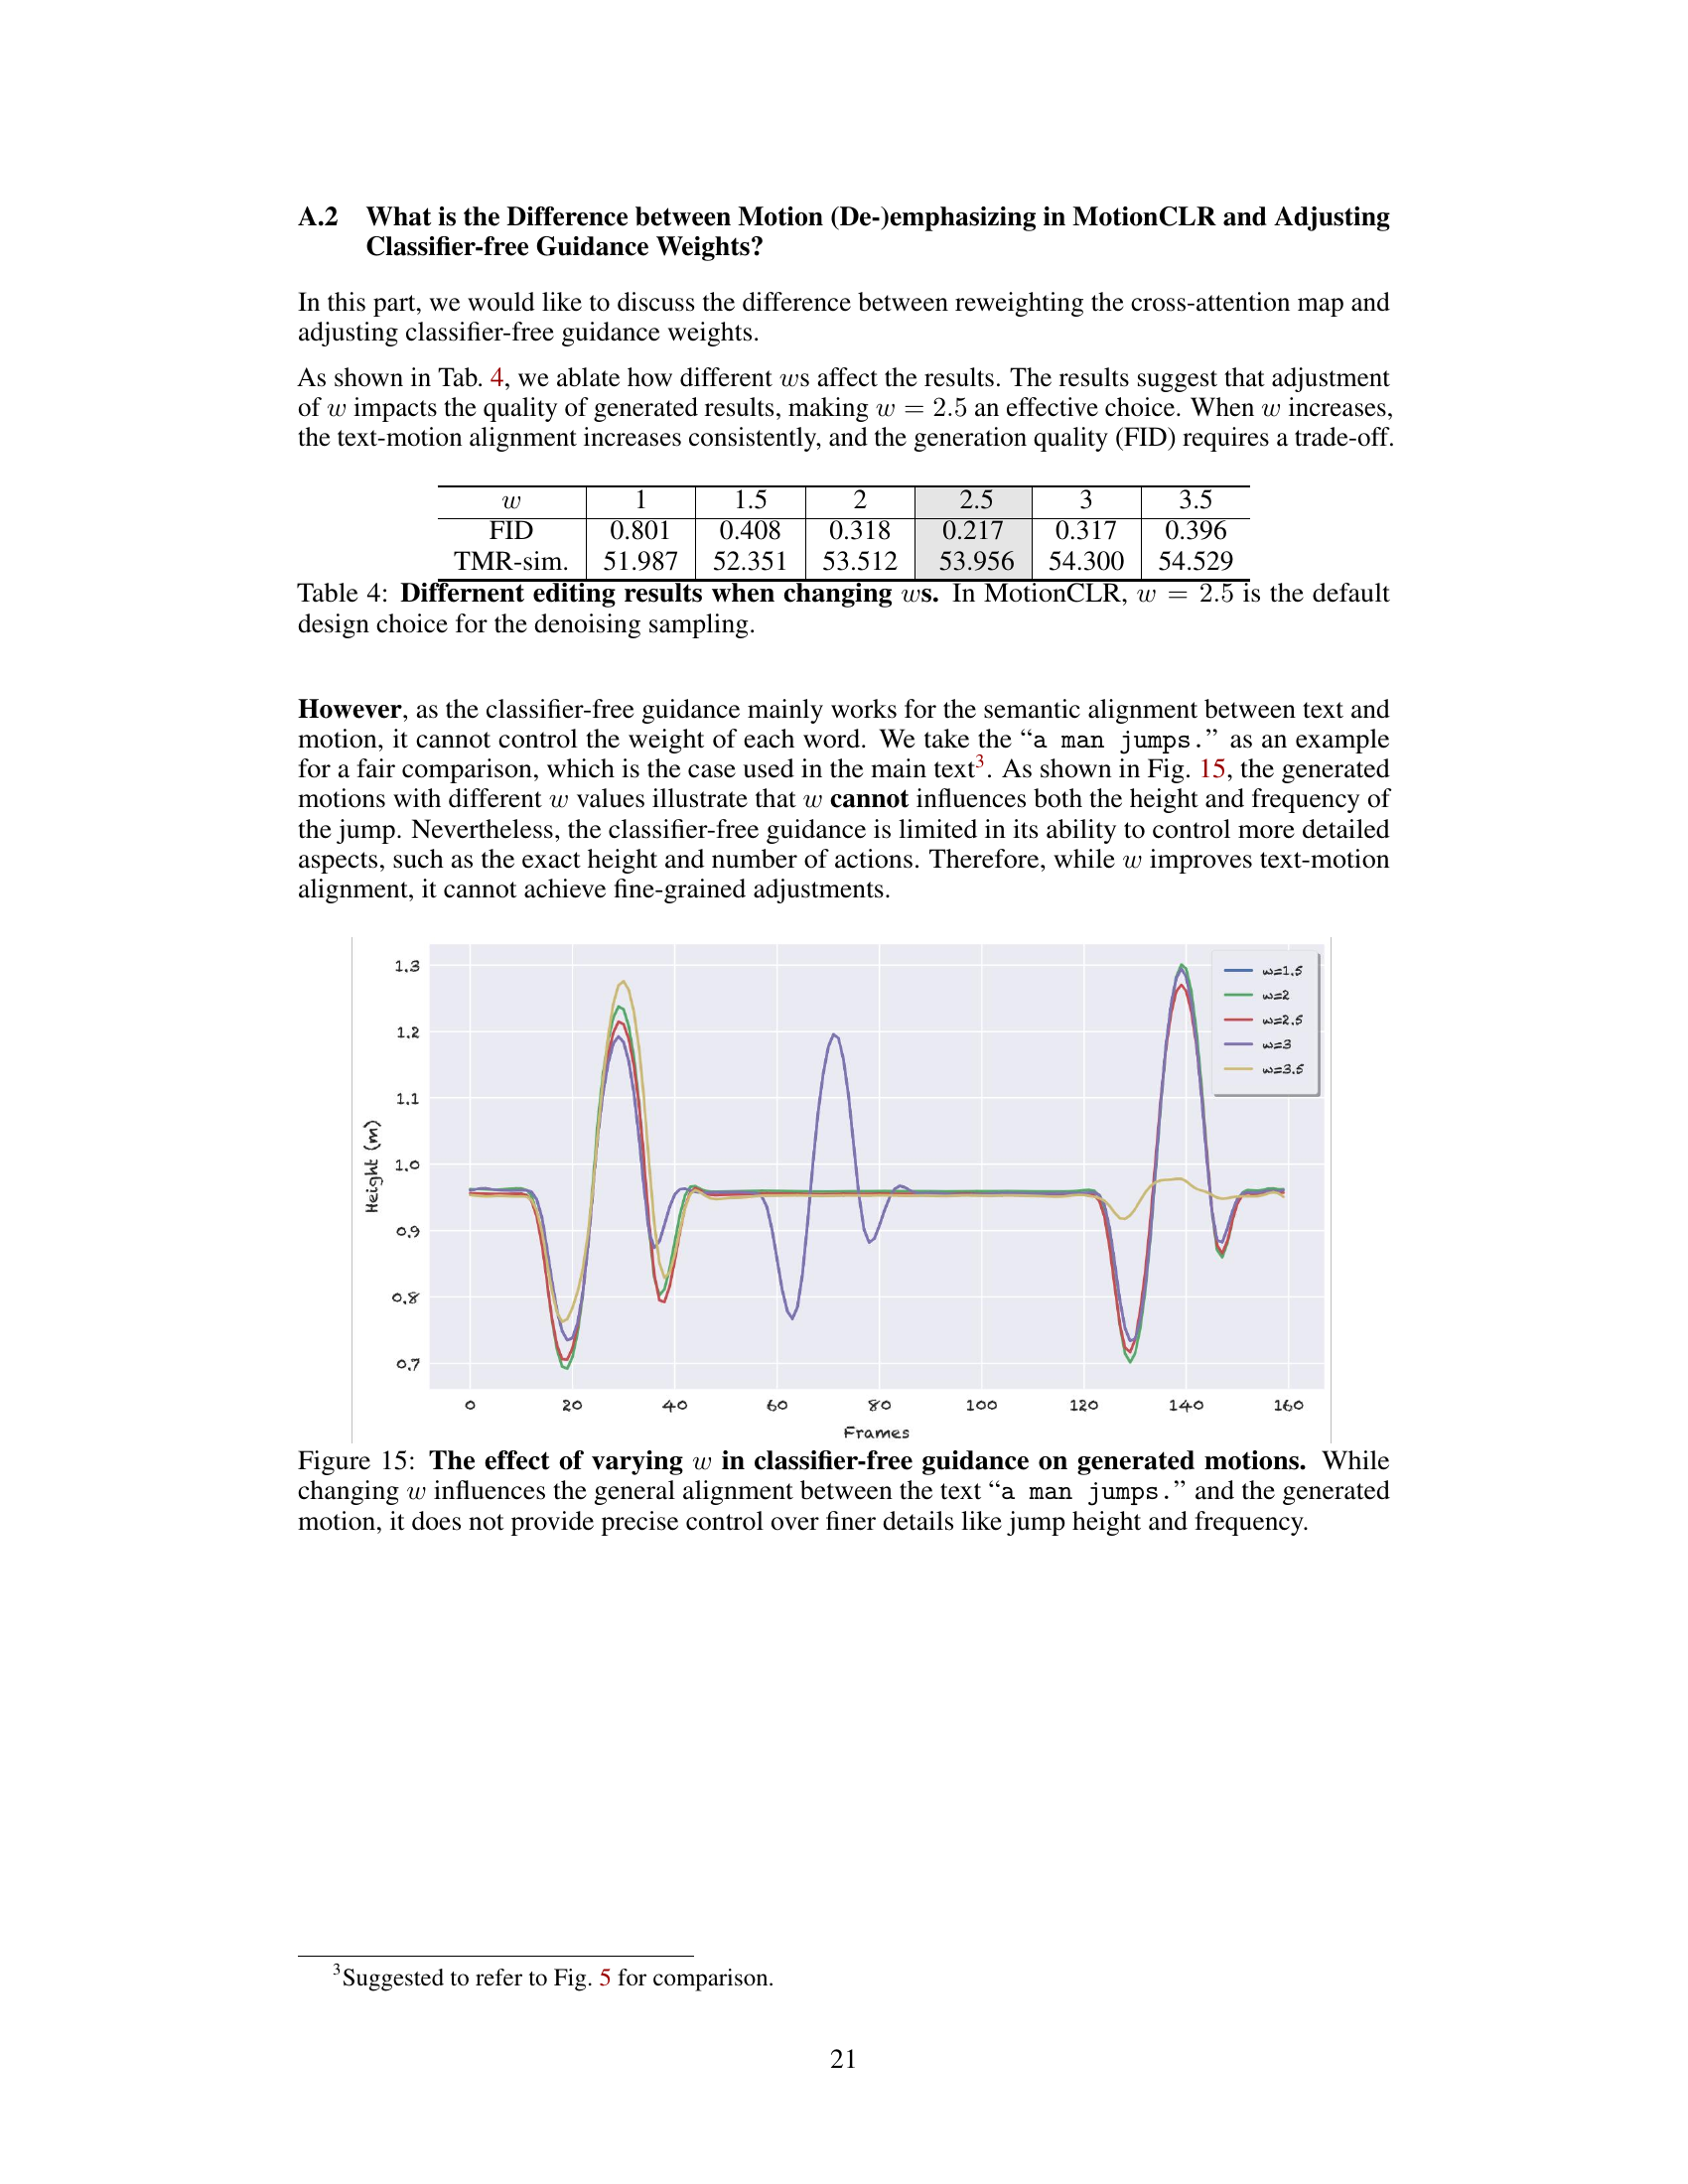 A.2 What is the Difference between Motion (De-)emphasizing in MotionCLR and Adjusting
Classifier-free Guidance Weights?
In this part, we would like to discuss the difference between reweighting the cross-attention map and
adjusting classifier-free guidance weights.
As shown in Tab. 4, we ablate how different ws affect the results. The results suggest that adjustment
of w impacts the quality of generated results, making w = 2.5 an effective choice. When w increases,
the text-motion alignment increases consistently, and the generation quality (FID) requires a trade-off.
w 1 1.5 2 2.5 3 3.5
FID 0.801 0.408 0.318 0.217 0.317 0.396
TMR-sim. 51.987 52.351 53.512 53.956 54.300 54.529
Table 4: Differnent editing results when changing ws. In MotionCLR, w = 2.5 is the default
design choice for the denoising sampling.
However, as the classifier-free guidance mainly works for the semantic alignment between text and
motion, it cannot control the weight of each word. We take the “a man jumps.” as an example
for a fair comparison, which is the case used in the main text3. As shown in Fig. 15, the generated
motions with different w values illustrate that w cannot influences both the height and frequency of
the jump. Nevertheless, the classifier-free guidance is limited in its ability to control more detailed
aspects, such as the exact height and number of actions. Therefore, while w improves text-motion
alignment, it cannot achieve fine-grained adjustments.
1.3
1.2
1.1
1.0
0.9
0.8
0.7
Height (m)
w=1.5
w=2
w=2.5
w=3
w=3.5
0 20 40 60 80 100 120 140 160
Frames
Figure 15: The effect of varying w in classifier-free guidance on generated motions. While
changing w influences the general alignment between the text “a man jumps.” and the generated
motion, it does not provide precise control over finer details like jump height and frequency.
3Suggested to refer to Fig. 5 for comparison.
21